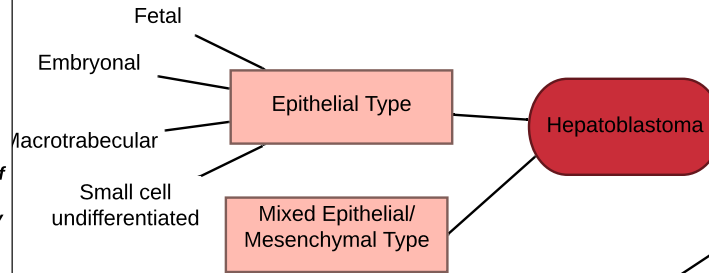 Fetal
Embryonal
Epithelial Type
Hepatoblastoma
Small cell
undifferentiated
Mixed Epithelial/
Mesenchymal Type